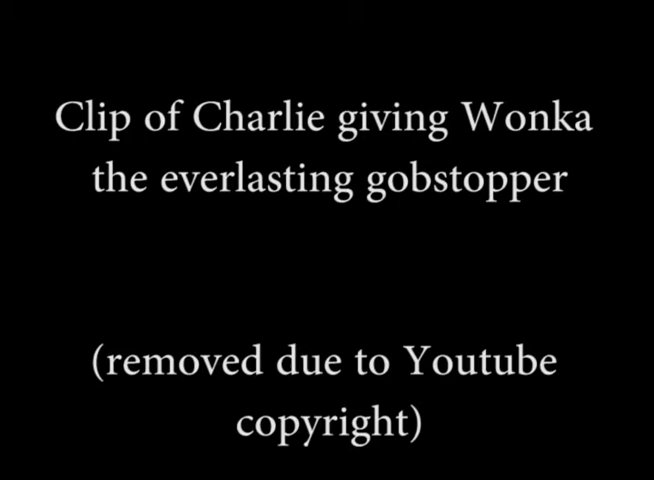 Clip of Charlie giving Wonka
the everlasting gobstopper
(removed due to Youtube
copyright)